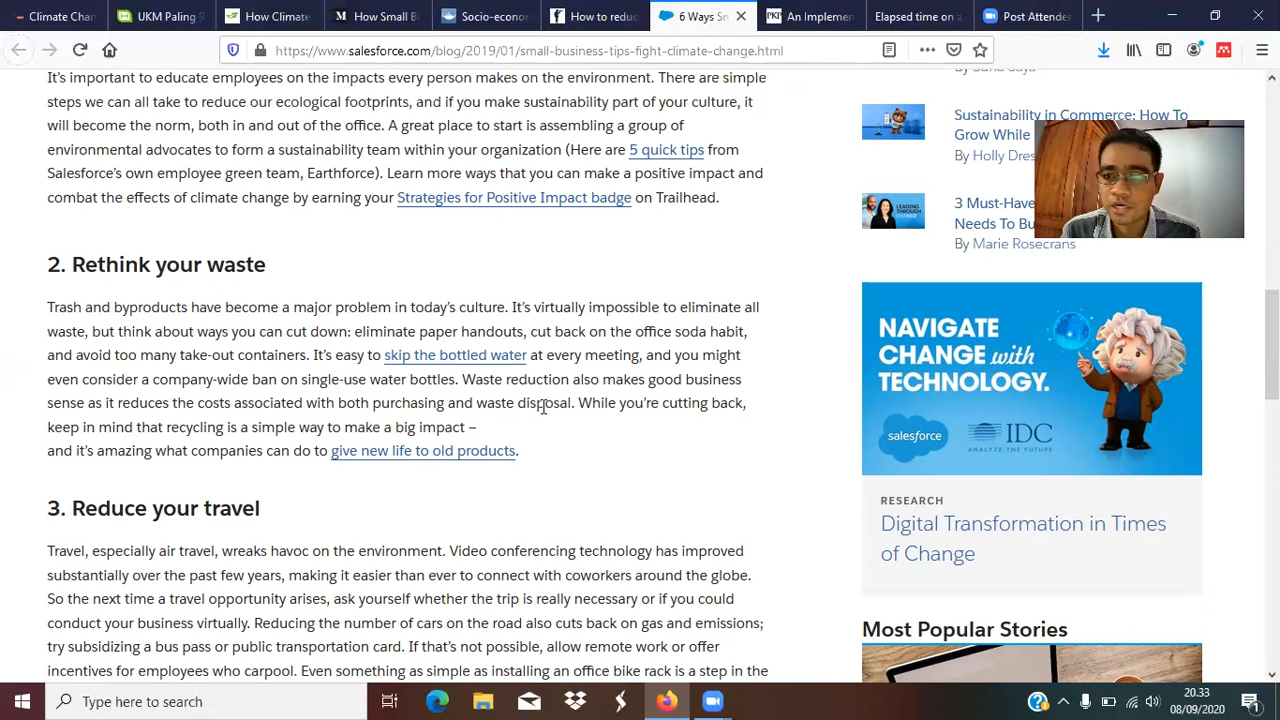 Climate Chan
UKM Paling R
How Climate
How Small B
Socio-econo
How to reduc
6 Ways Sm
An Implemen
Elapsed time on a
Post Attendee
https://www.salesforce.com/blog/2019/01/small-business-tips-fight-climate-change.html
It's important to educate employees on the impacts every person makes on the environment. There are simple
steps we can all take to reduce our ecological footprints, and if you make sustainability part of your culture, it
will become the norm, both in and out of the office. A great place to start is assembling a group of
environmental advocates to form a sustainability team within your organization (Here are 5 quick tips from
Salesforce's own employee green team, Earthforce). Learn more ways that you can make a positive impact and
combat the effects of climate change by earning your Strategies for Positive Impact badge on Trailhead.
2. Rethink your waste
Trash and byproducts have become a major problem in today's culture. It's virtually impossible to eliminate all
waste, but think about ways you can cut down: eliminate paper handouts, cut back on the office soda habit,
and avoid too many take-out containers. It's easy to skip the bottled water at every meeting, and you might
even consider a company-wide ban on single-use water bottles. Waste reduction also makes good business
sense as it reduces the costs associated with both purchasing and waste disposal. While you're cutting back,
keep in mind that recycling is a simple way to make a big impact –
and it's amazing what companies can do to give new life to old products.
3. Reduce your travel
Travel, especially air travel, wreaks havoc on the environment. Video conferencing technology has improved
substantially over the past few years, making it easier than ever to connect with coworkers around the globe.
So the next time a travel opportunity arises, ask yourself whether the trip is really necessary or if you could
conduct your business virtually. Reducing the number of cars on the road also cuts back on gas and emissions;
try subsidizing a bus pass or public transportation card. If that's not possible, allow remote work or offer
incentives for employees who carpool. Even something as simple as installing an office bike rack is a step in the
Sustainability in Commerce: How To
Grow While
By Holly Dres
3 Must-Have
Needs To Bu
By Marie Rosecrans
NAVIGATE
CHANGE with
TECHNOLOGY.
salesforce
IDC
ANALYZE THE FUTURE
RESEARCH
Digital Transformation in Times
of Change
Most Popular Stories
Type here to search
20.33
08/09/2020